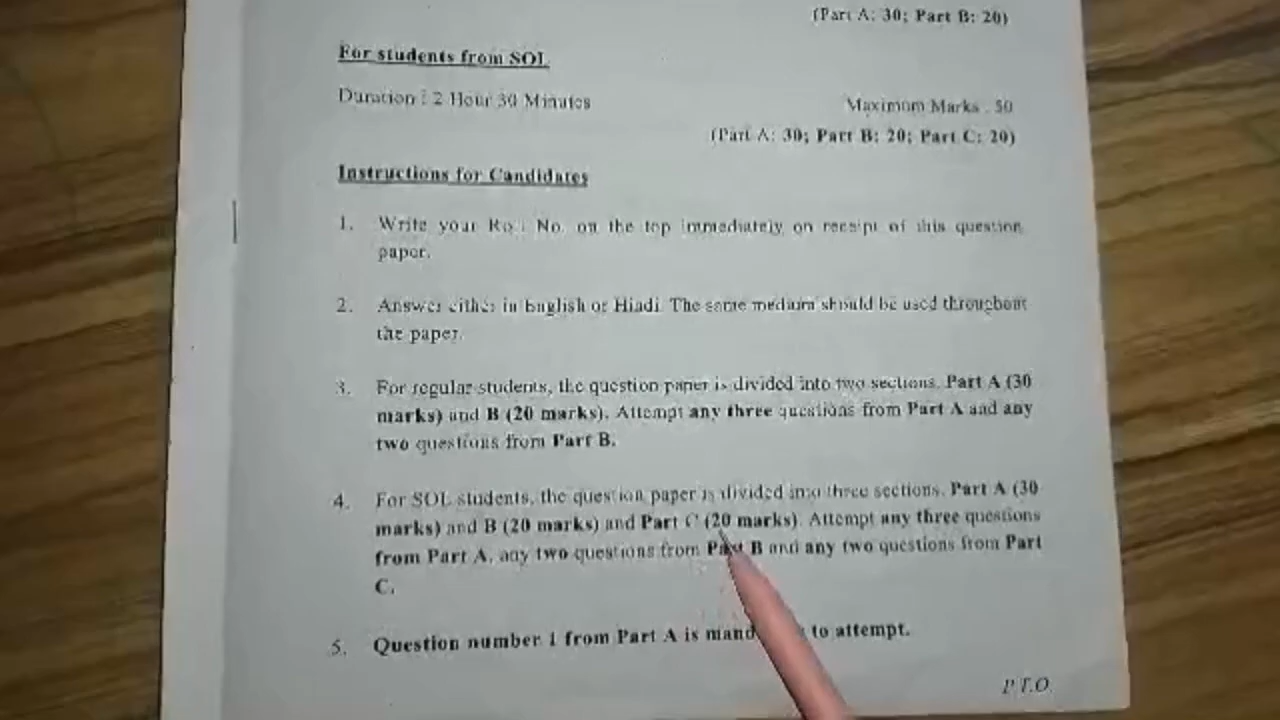 (Part A: 30; Part B: 20)
For students from SOL
Duration : 2 Hour 30 Minutes
Maximum Marks : 50
(Part A: 30; Part B: 20; Part C: 20)
Instructions for Candidates
1. Write your Roll No. on the top immediately on receipt of this question
paper.
2. Answer either in English or Hindi. The same medium should be used throughout
the paper.
3. For regular students, the question paper is divided into two sections. Part A (30
marks) and B (20 marks). Attempt any three questions from Part A and any
two questions from Part B.
4. For SOL students, the question paper is divided into three sections. Part A (30
marks) and B (20 marks) and Part C (20 marks). Attempt any three questions
from Part A, any two questions from Part B and any two questions from Part
C.
5. Question number 1 from Part A is to attempt.
P.T.O.